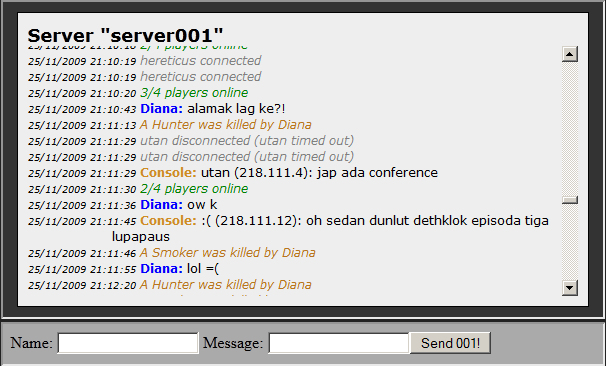 Server "server001"
25/11/2009 21:10:18 2/4 players online
25/11/2009 21:10:19 hereticus connected
25/11/2009 21:10:19 hereticus connected
25/11/2009 21:10:20 3/4 players online
25/11/2009 21:10:43 Diana: alamak lag ke?!
25/11/2009 21:11:13 A Hunter was killed by Diana
25/11/2009 21:11:29 utan disconnected (utan timed out)
25/11/2009 21:11:29 utan disconnected (utan timed out)
25/11/2009 21:11:29 Console: utan (218.111.4): jap ada conference
25/11/2009 21:11:30 2/4 players online
25/11/2009 21:11:36 Diana: ow k
25/11/2009 21:11:45 Console: :( (218.111.12): oh sedan dunlut dethklok episoda tiga
lupapaus
25/11/2009 21:11:46 A Smoker was killed by Diana
25/11/2009 21:11:55 Diana: lol =(
25/11/2009 21:12:20 A Hunter was killed by Diana
Name: Message: Send 001!